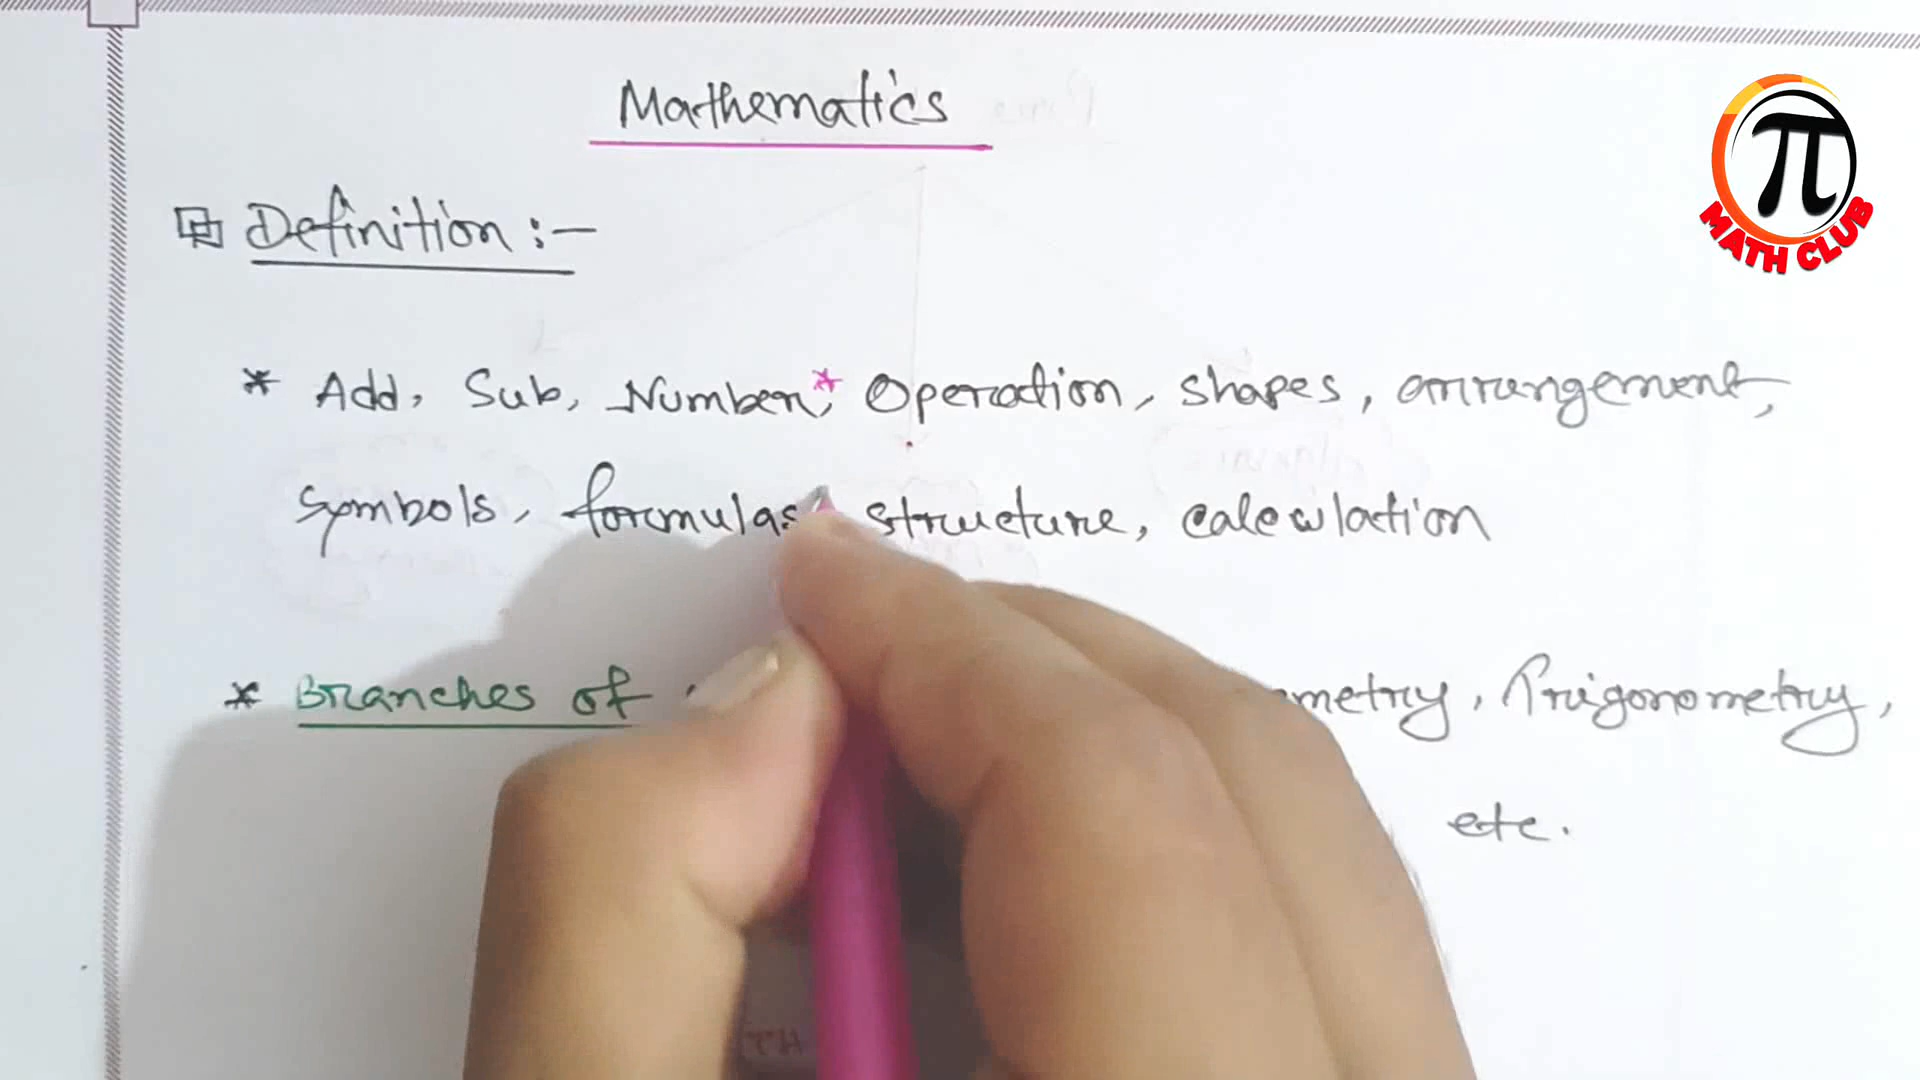 Mathematics
Definition :-
* Add, Sub, Number,* Operation, shapes, arrangement,
symbols, formulas structure, calculation
* Branches of metry, Trigonometry,
etc.
π
MATH CLUB